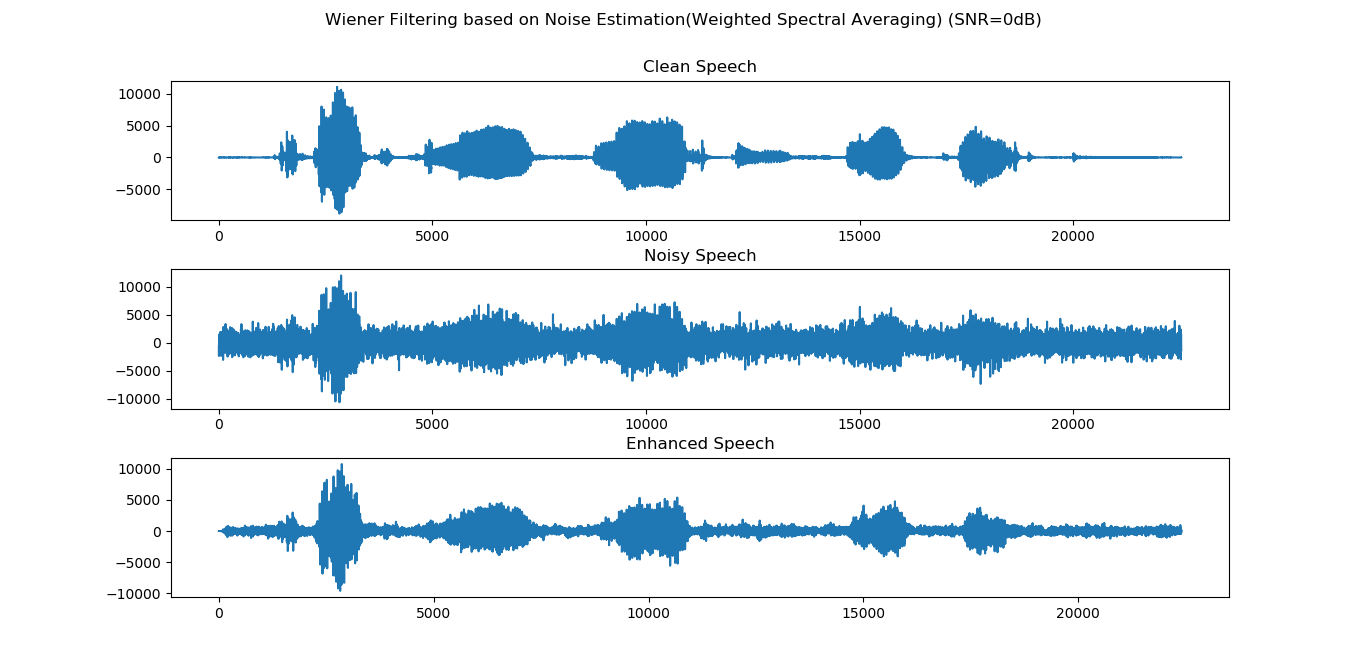 Wiener Filtering based on Noise Estimation(Weighted Spectral Averaging) (SNR=0dB)
Clean Speech
10000
5000
0
−5000
0 5000 10000 15000 20000
Noisy Speech
10000
5000
0
−5000
−10000
0 5000 10000 15000 20000
Enhanced Speech
10000
5000
0
−5000
−10000
0 5000 10000 15000 20000